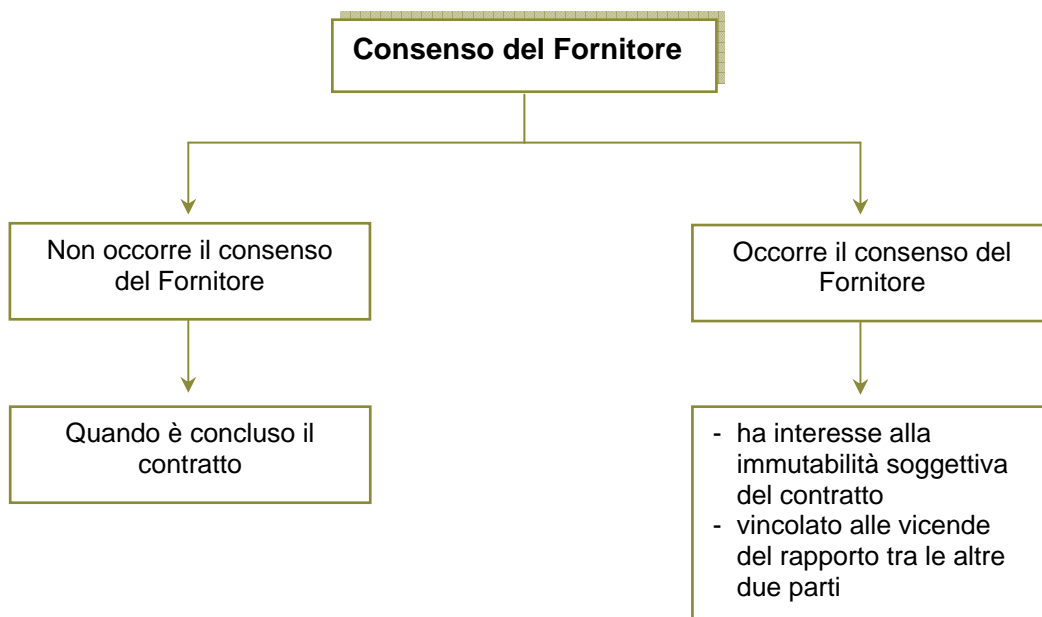 Consenso del Fornitore
Non occorre il consenso
del Fornitore
Occorre il consenso del
Fornitore
Quando è concluso il
contratto
- ha interesse alla
immutabilità soggettiva
del contratto
- vincolato alle vicende
del rapporto tra le altre
due parti